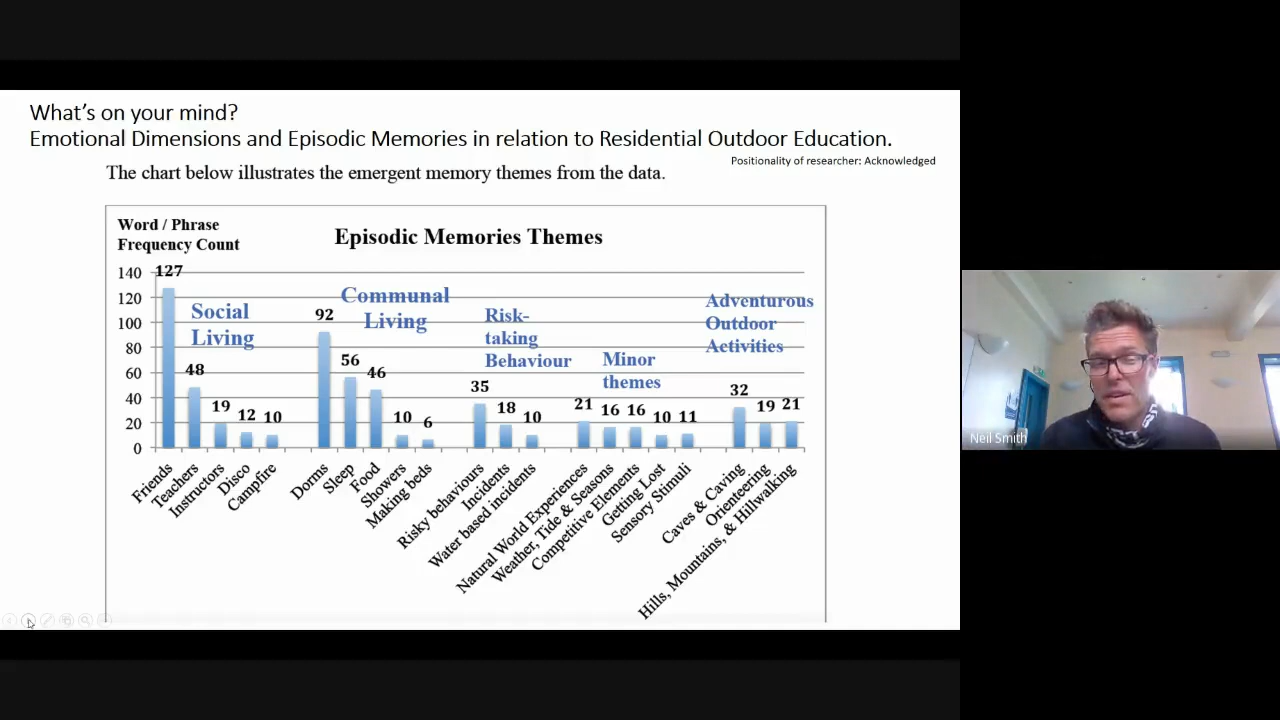 What's on your mind?
Emotional Dimensions and Episodic Memories in relation to Residential Outdoor Education.
Positionality of researcher: Acknowledged
The chart below illustrates the emergent memory themes from the data.
Word / Phrase
Frequency Count
Episodic Memories Themes
140
120
100
80
60
40
20
0
Social
Living
Communal
Living
Risk-
taking
Behaviour
Minor
themes
Adventurous
Outdoor
Activities
127
48
19
12
10
92
56
46
10
6
35
18
10
21
16
16
10
11
32
19
21
Friends
Teachers
Instructors
Disco
Campfire
Dorms
Sleep
Food
Showers
Making beds
Risky behaviours
Incidents
Water based incidents
Natural World Experiences
Weather, Tide & Seasons
Competitive Elements
Getting Lost
Sensory Stimuli
Caves & Caving
Orienteering
Hills, Mountains, & Hillwalking
Neil Smith